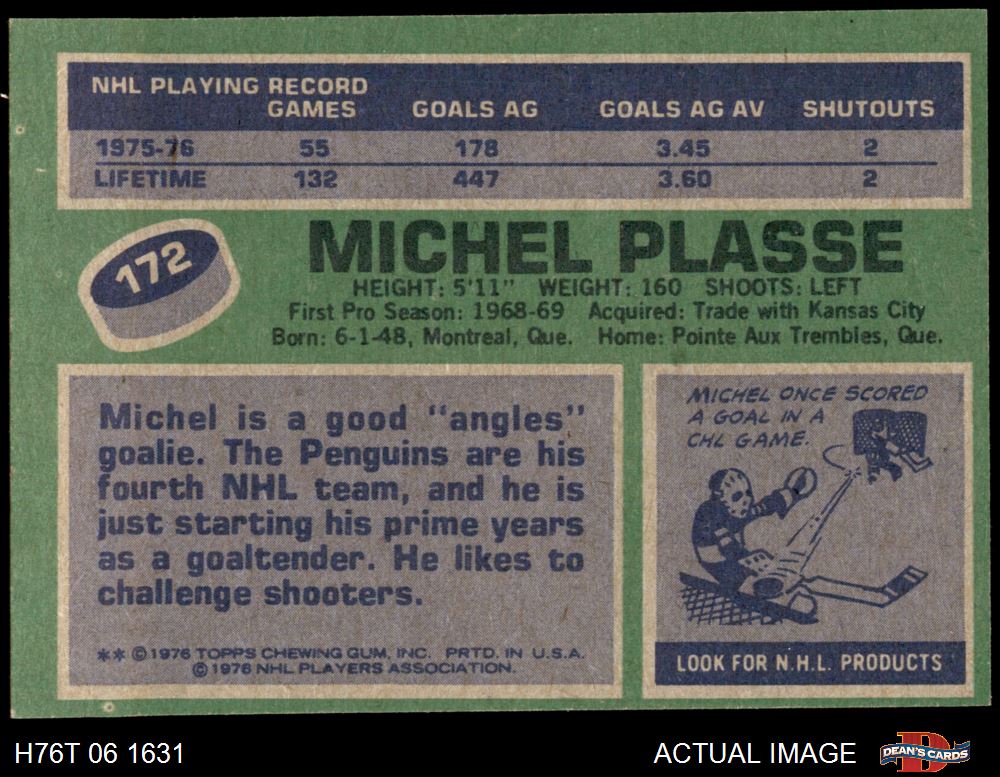 NHL PLAYING RECORD
GAMES GOALS AG GOALS AG AV SHUTOUTS
1975-76 55 178 3.45 2
LIFETIME 132 447 3.60 2
172
MICHEL PLASSE
HEIGHT: 5'11" WEIGHT: 160 SHOOTS: LEFT
First Pro Season: 1968-69 Acquired: Trade with Kansas City
Born: 6-1-48, Montreal, Que. Home: Pointe Aux Trembles, Que.
Michel is a good "angles"
goalie. The Penguins are his
fourth NHL team, and he is
just starting his prime years
as a goaltender. He likes to
challenge shooters.
** © 1976 TOPPS CHEWING GUM, INC. PRTD. IN U.S.A.
© 1976 NHL PLAYERS ASSOCIATION.
MICHEL ONCE SCORED
A GOAL IN A
CHL GAME.
LOOK FOR N.H.L. PRODUCTS
H76T 06 1631
ACTUAL IMAGE
DEAN'S CARDS